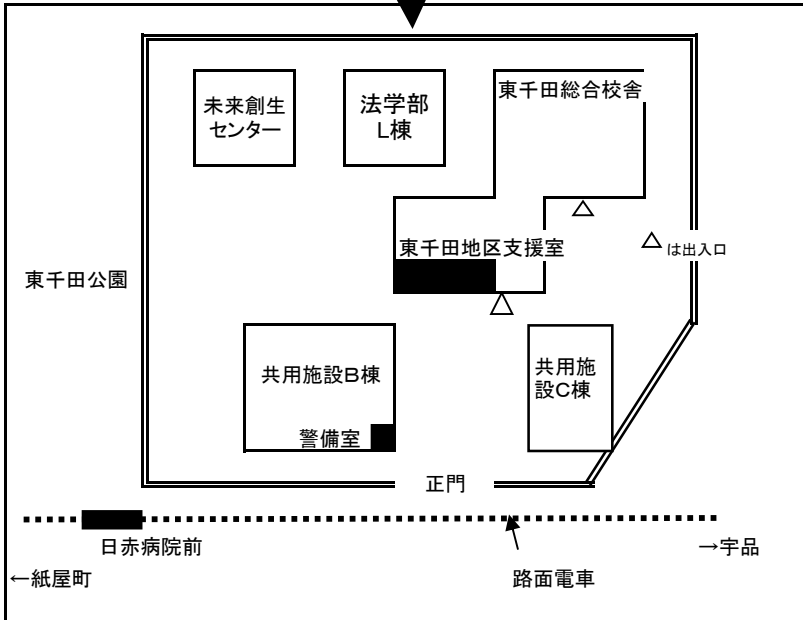 未来創生
センター
法学部
L棟
東千田総合校舎
東千田地区支援室
△は出入口
東千田公園
共用施設B棟
共用施
設C棟
警備室
正門
日赤病院前
→宇品
←紙屋町
路面電車